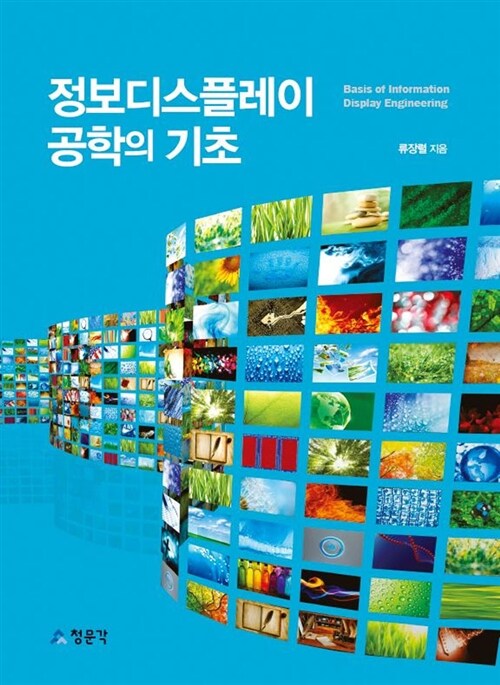 정보디스플레이
공학의 기초
Basis of Information
Display Engineering
류장렬 지음
청문각